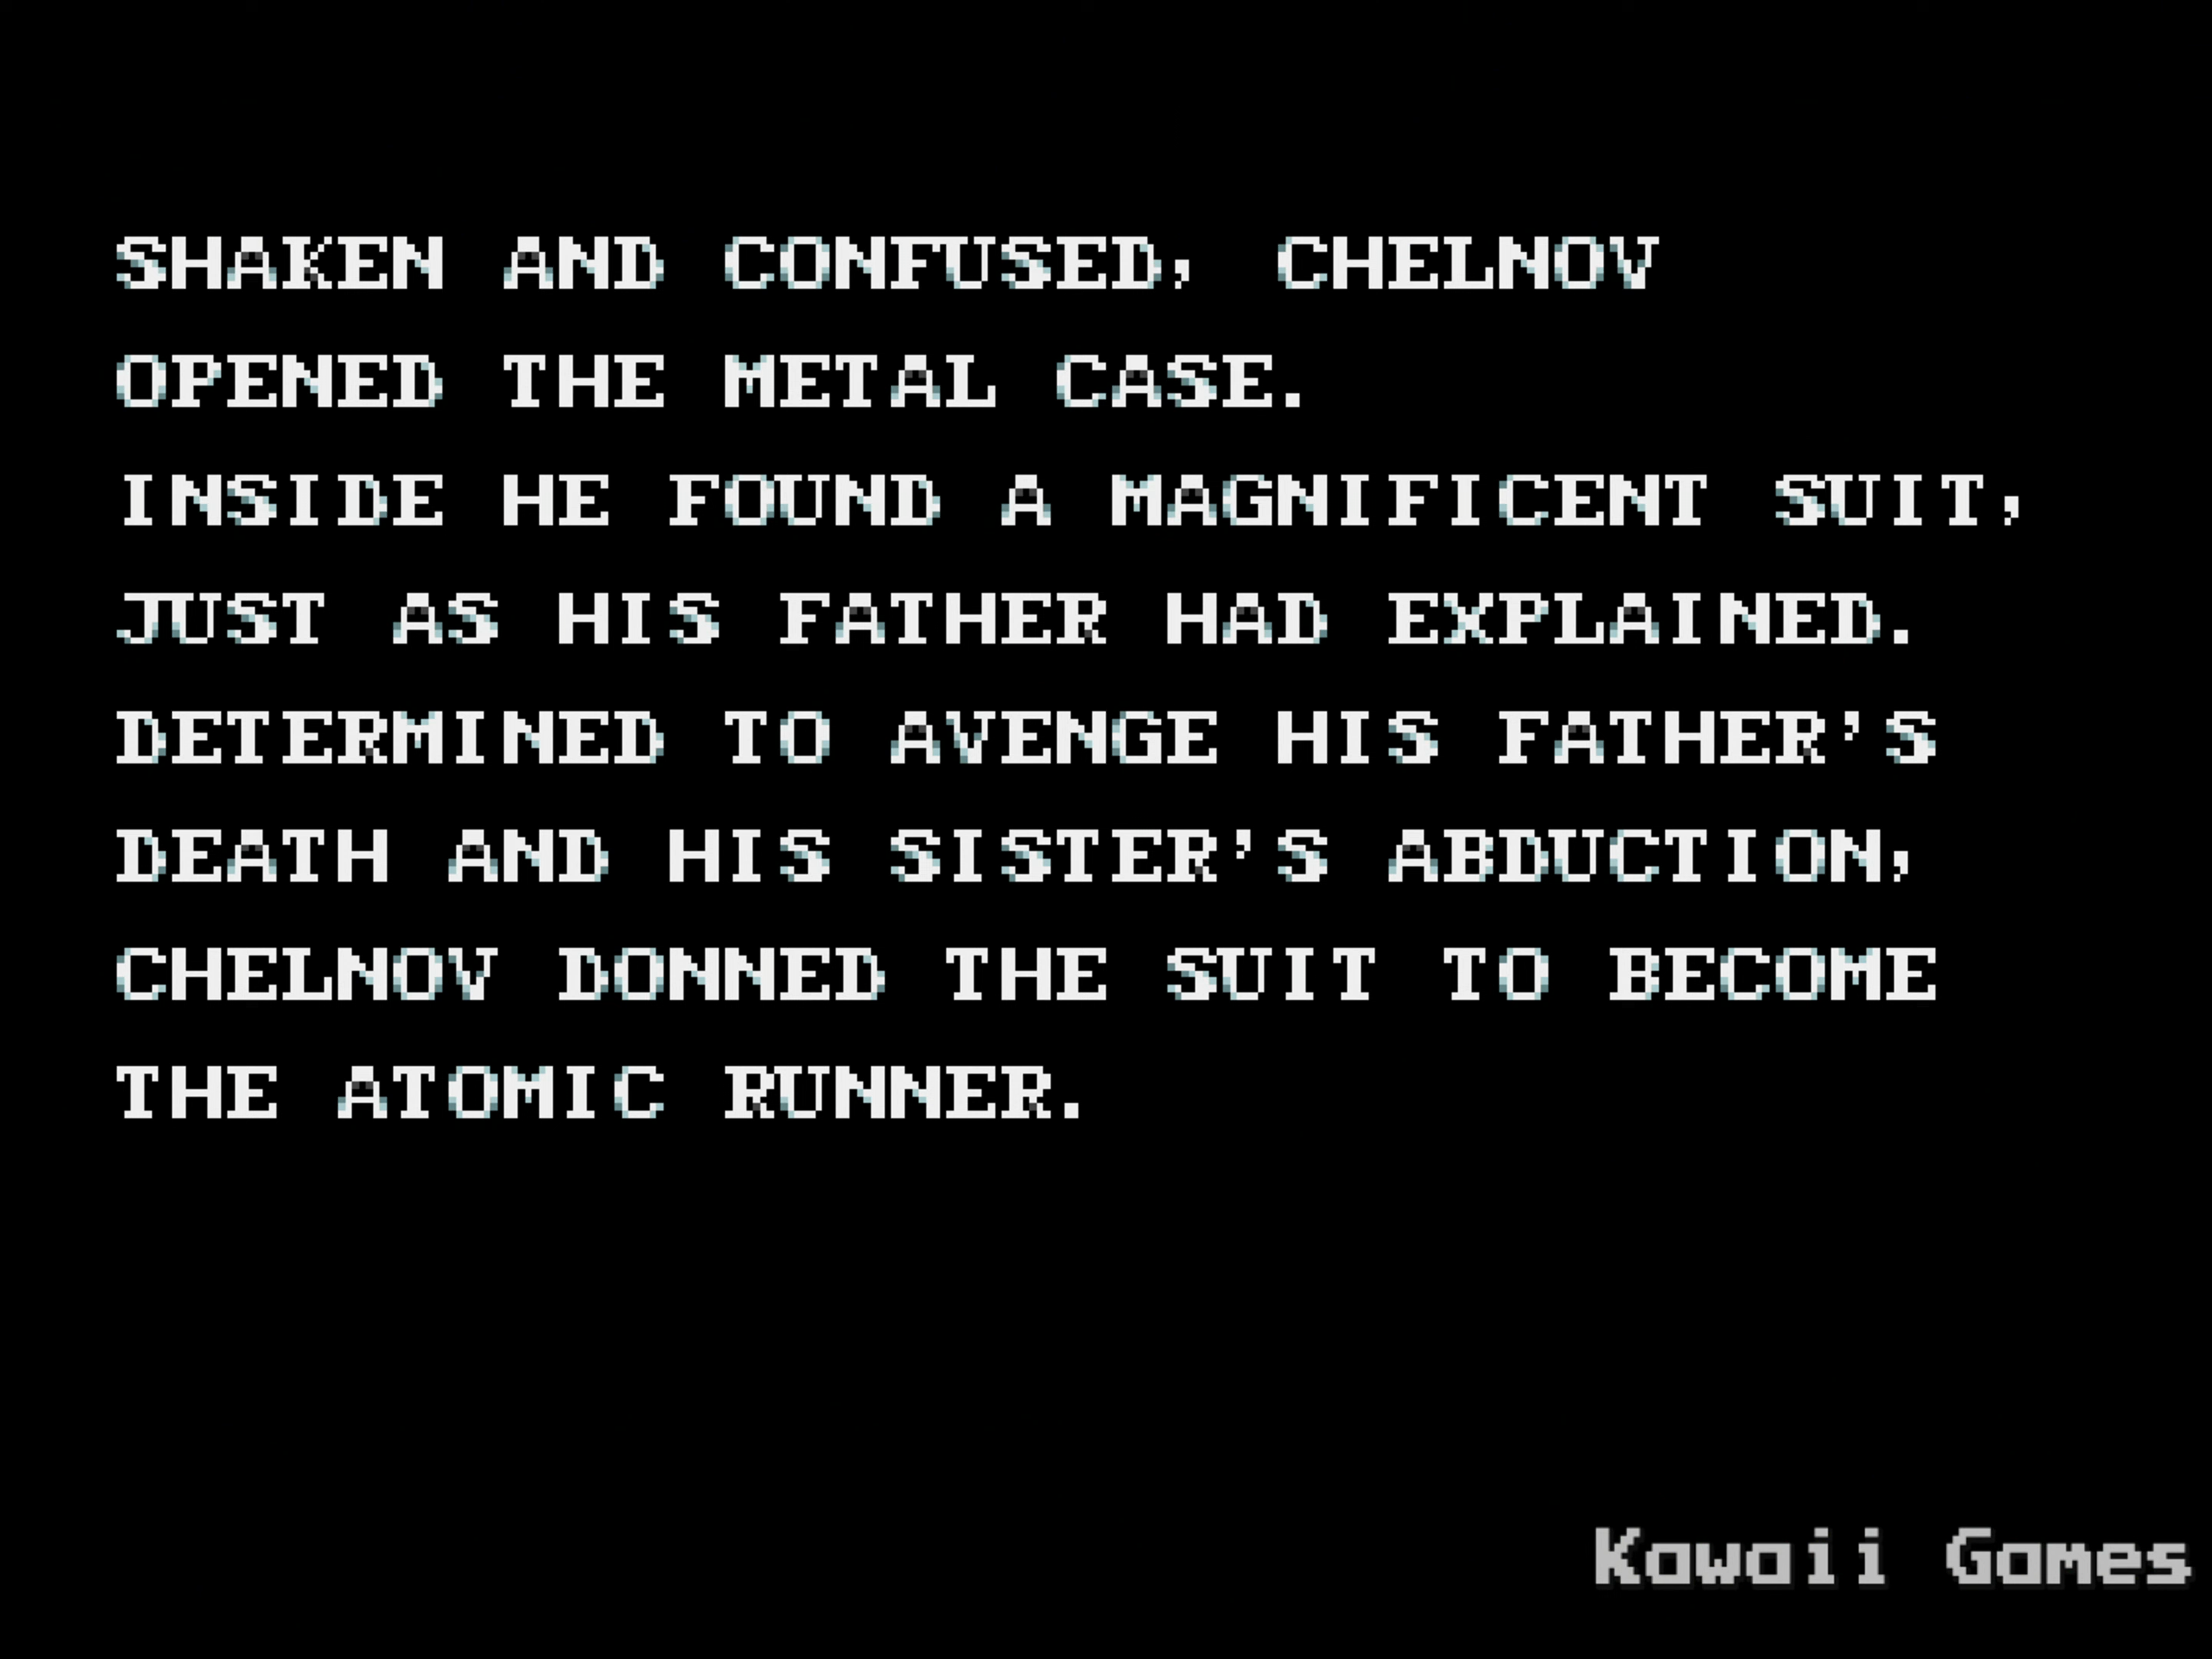 SHAKEN AND CONFUSED, CHELNOV
OPENED THE METAL CASE.
INSIDE HE FOUND A MAGNIFICENT SUIT,
JUST AS HIS FATHER HAD EXPLAINED.
DETERMINED TO AVENGE HIS FATHER'S
DEATH AND HIS SISTER'S ABDUCTION,
CHELNOV DONNED THE SUIT TO BECOME
THE ATOMIC RUNNER.
Kawaii Games